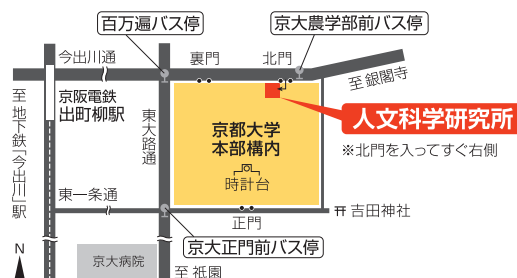 百万遍バス停
京大農学部前バス停
今出川通
裏門
北門
至 銀閣寺
至 地下鉄「今出川」駅
京阪電鉄
出町柳駅
東大路通
京都大学
本部構内
時計台
人文科学研究所
※北門を入ってすぐ右側
東一条通
正門
吉田神社
京大正門前バス停
N
京大病院
至 祇園